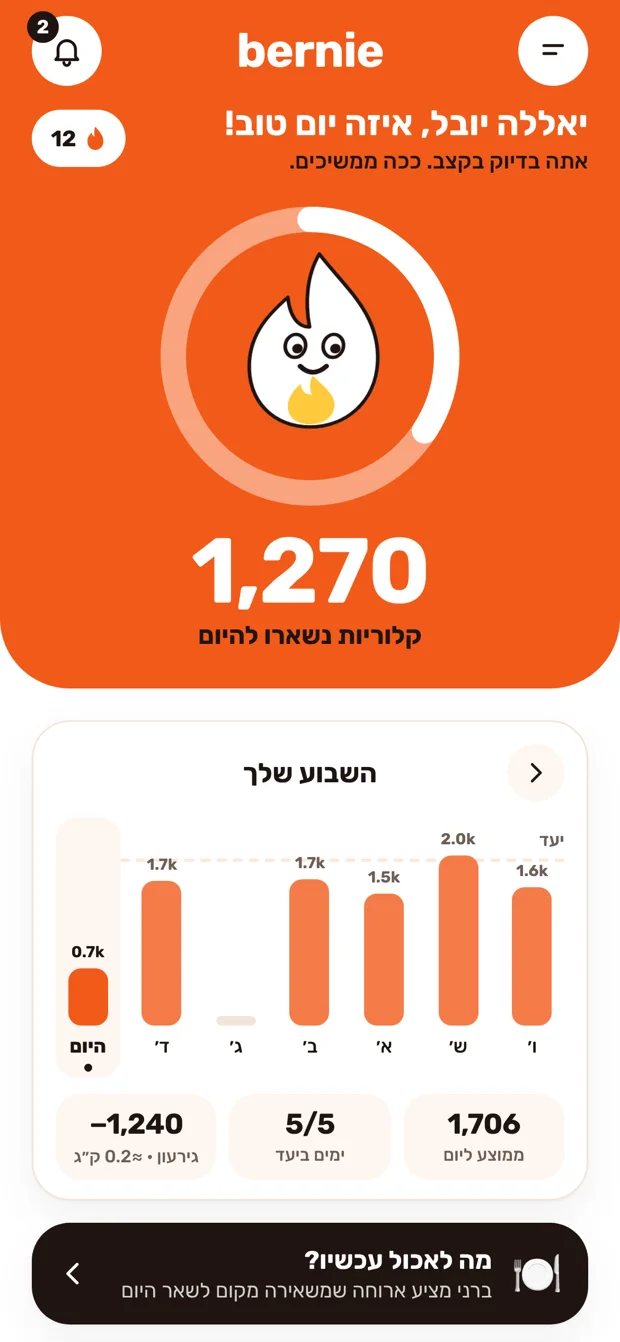 2
bernie
יאללה יובל, איזה יום טוב!
12
אתה בדיוק בקצב. ככה ממשיכים.
1,270
קלוריות נשארו להיום
השבוע שלך
יעד
1.6k
2.0k
1.5k
1.7k
1.7k
0.7k
ו׳
ש׳
א׳
ב׳
ג׳
ד׳
היום
1,706
ממוצע ליום
5/5
ימים ביעד
−1,240
גירעון • ≈0.2 ק״ג
מה לאכול עכשיו?
ברני מציע ארוחה שמשאירה מקום לשאר היום